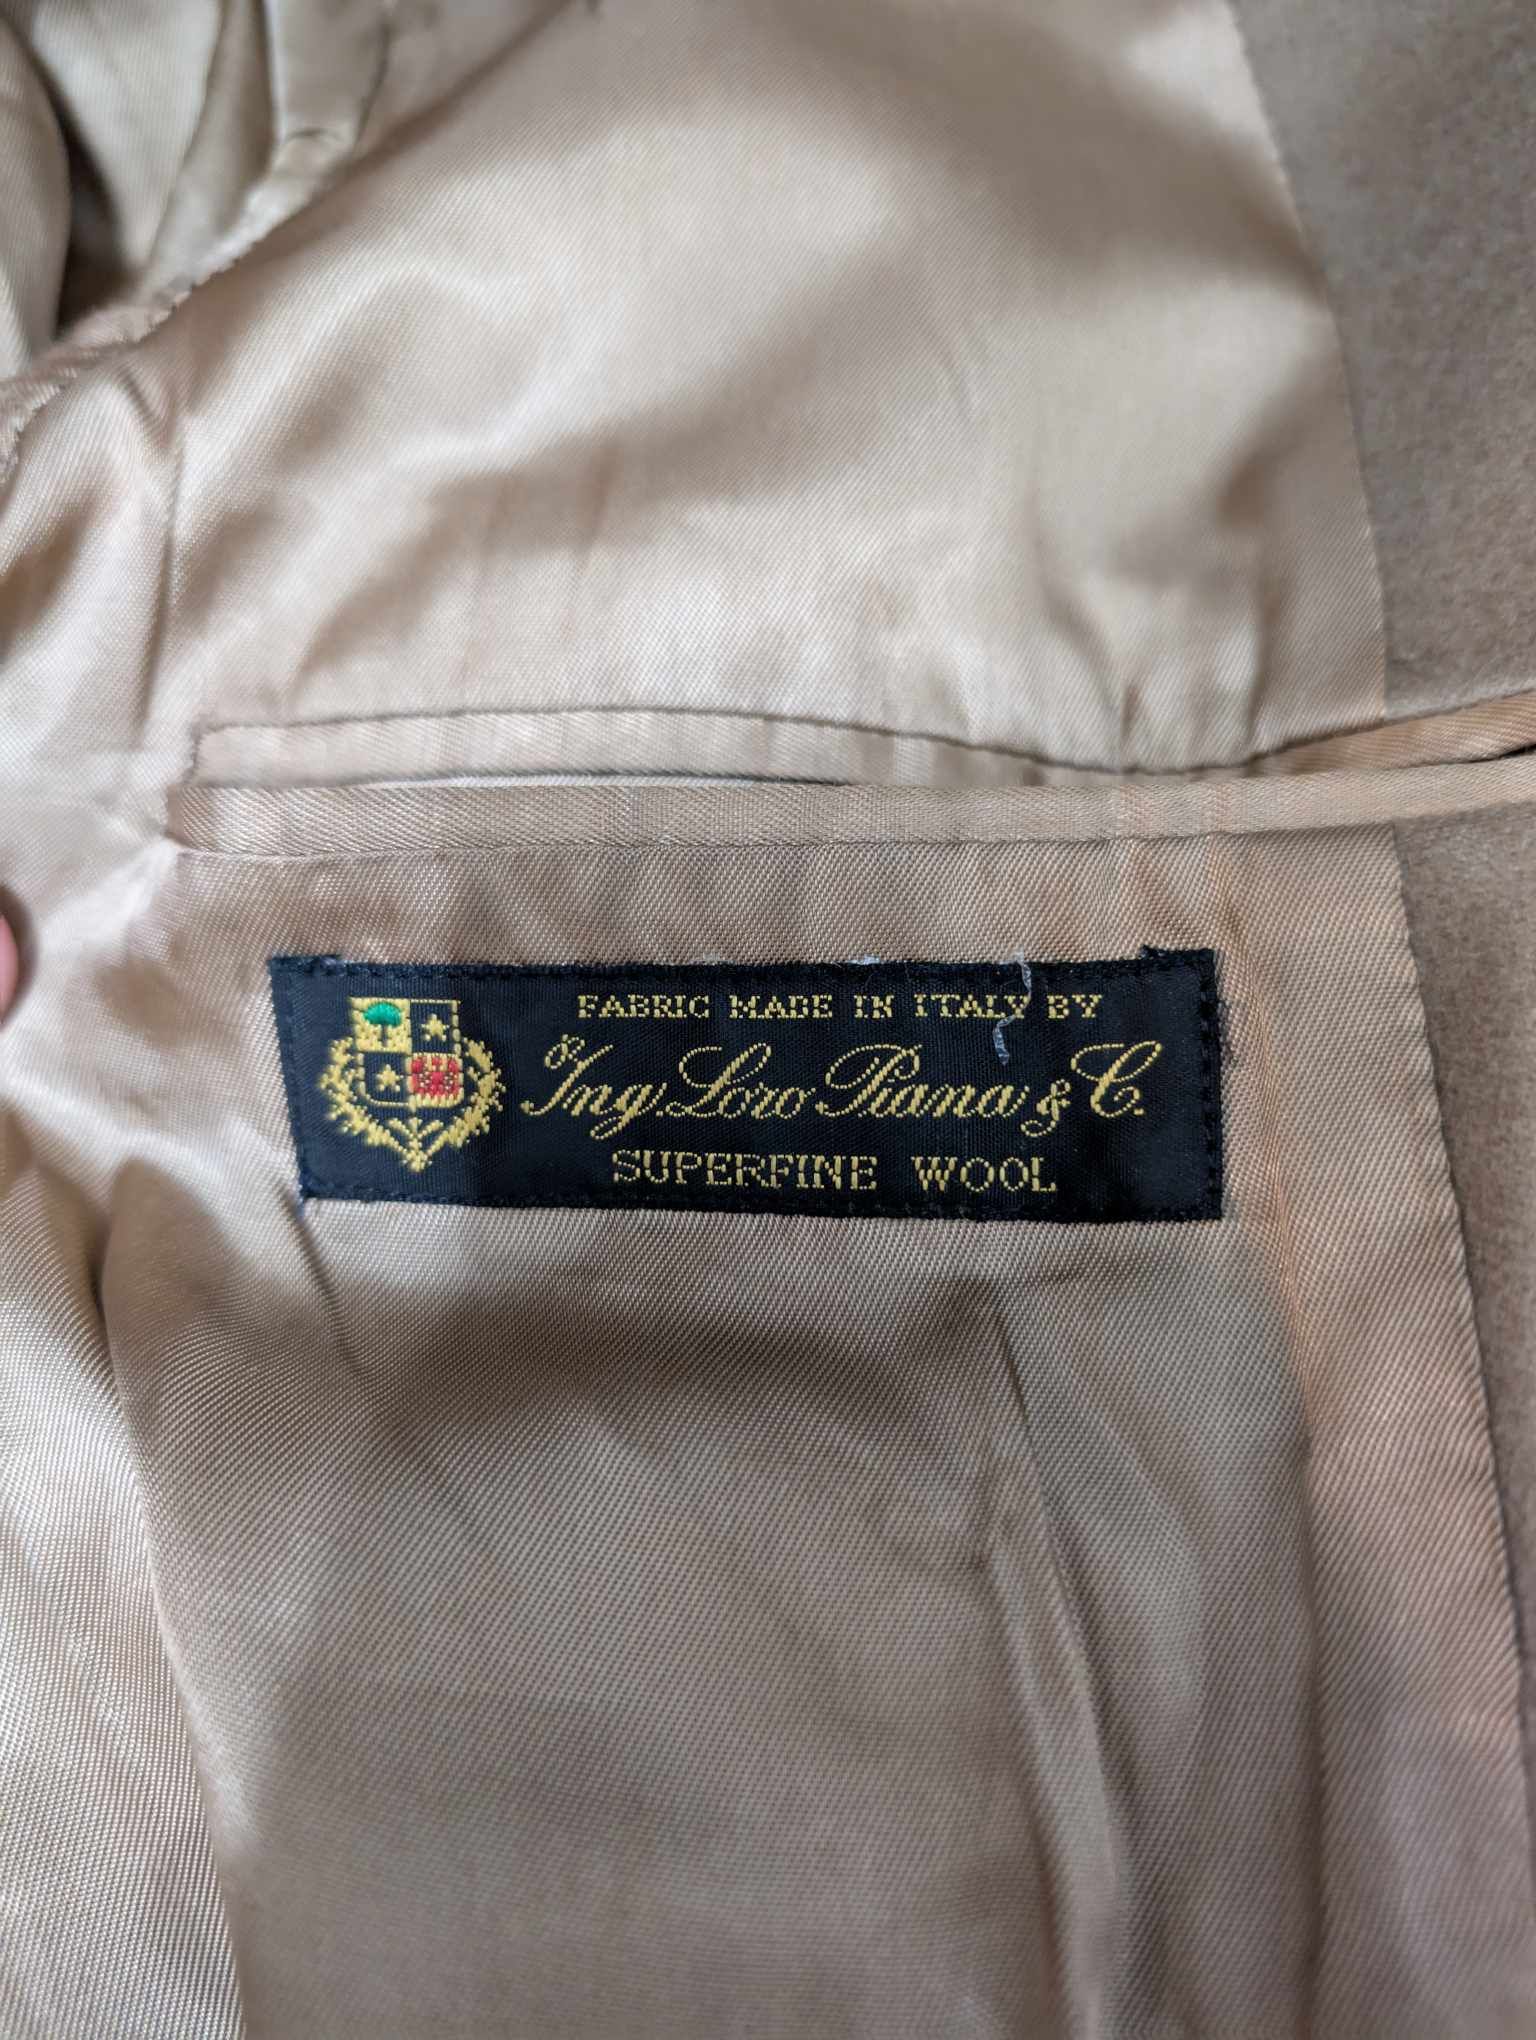 FABRIC MADE IN ITALY BY
Ing. Loro Piana & C.
SUPERFINE WOOL